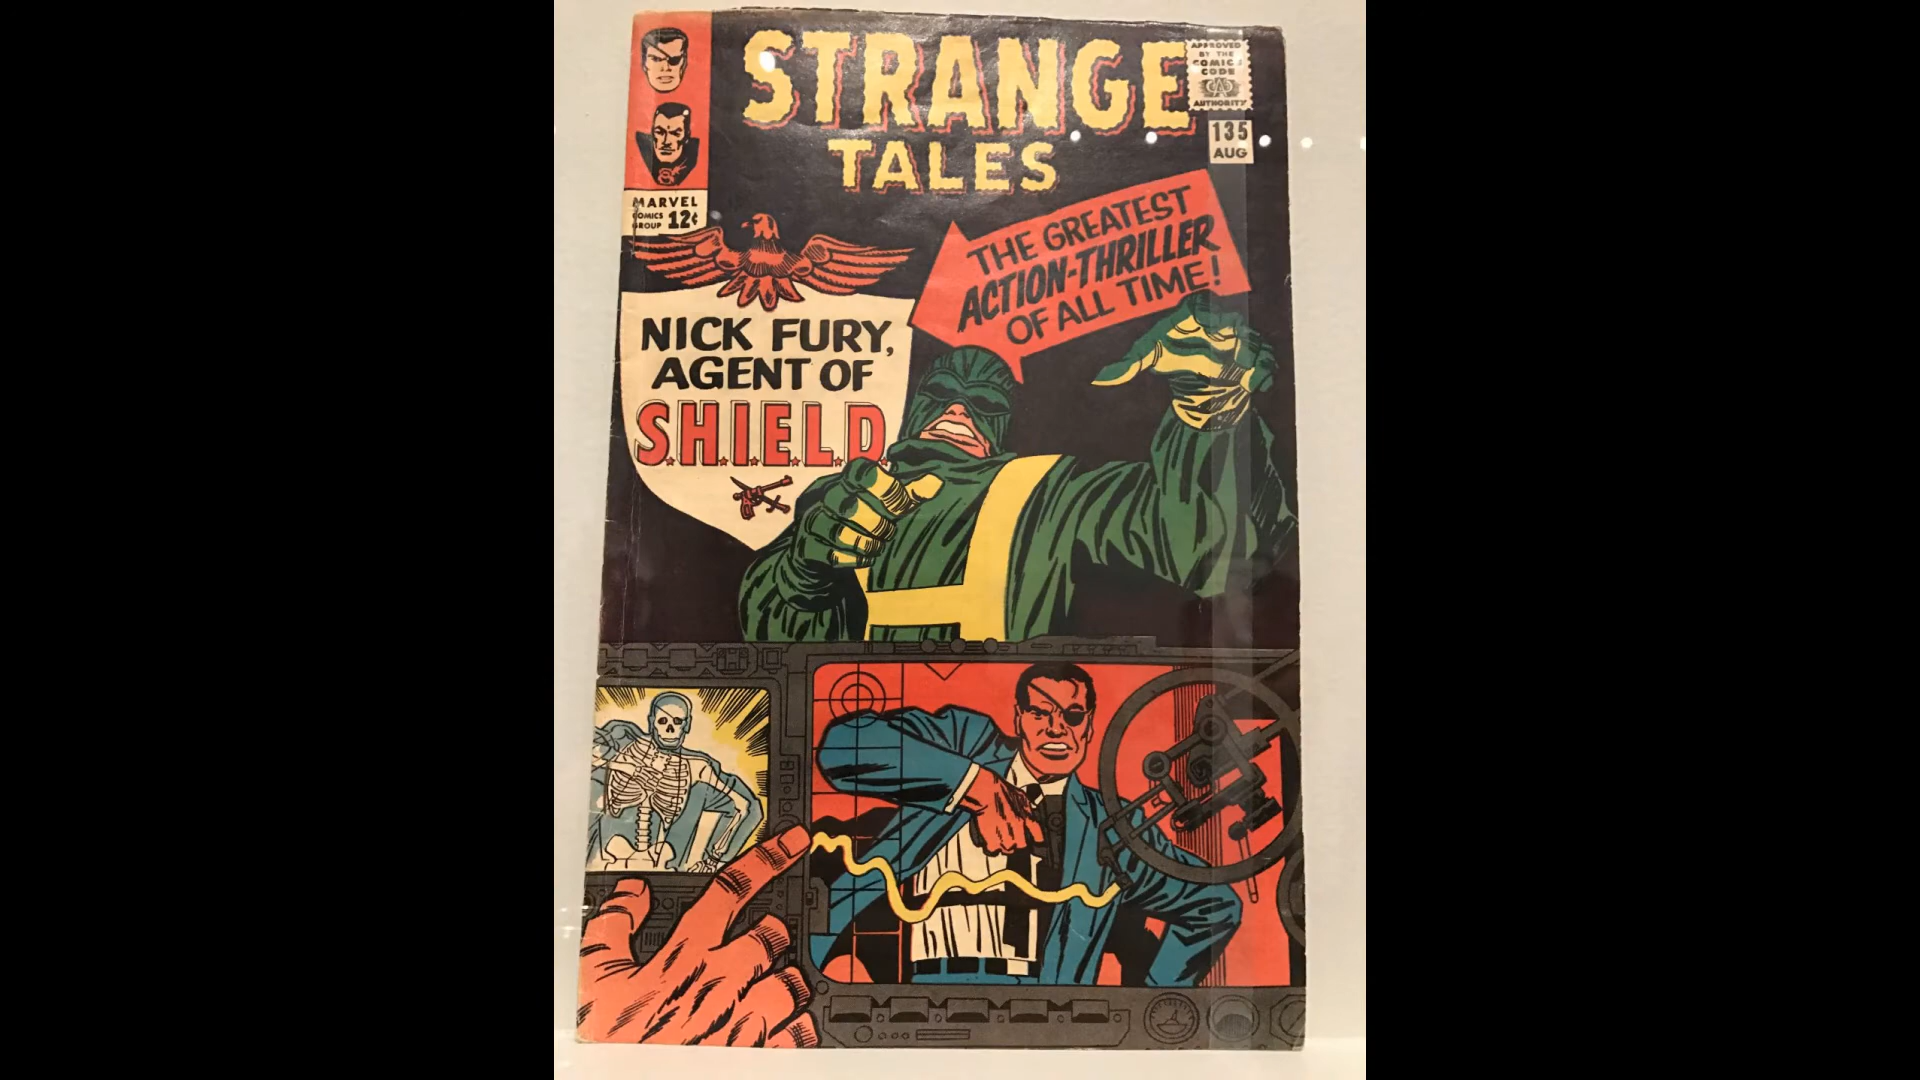 STRANGE
TALES
APPROVED
BY THE
COMICS
CODE
AUTHORITY
135
AUG
MARVEL
COMICS
GROUP 12¢
THE GREATEST
ACTION-THRILLER
OF ALL TIME!
NICK FURY,
AGENT OF
S.H.I.E.L.D.